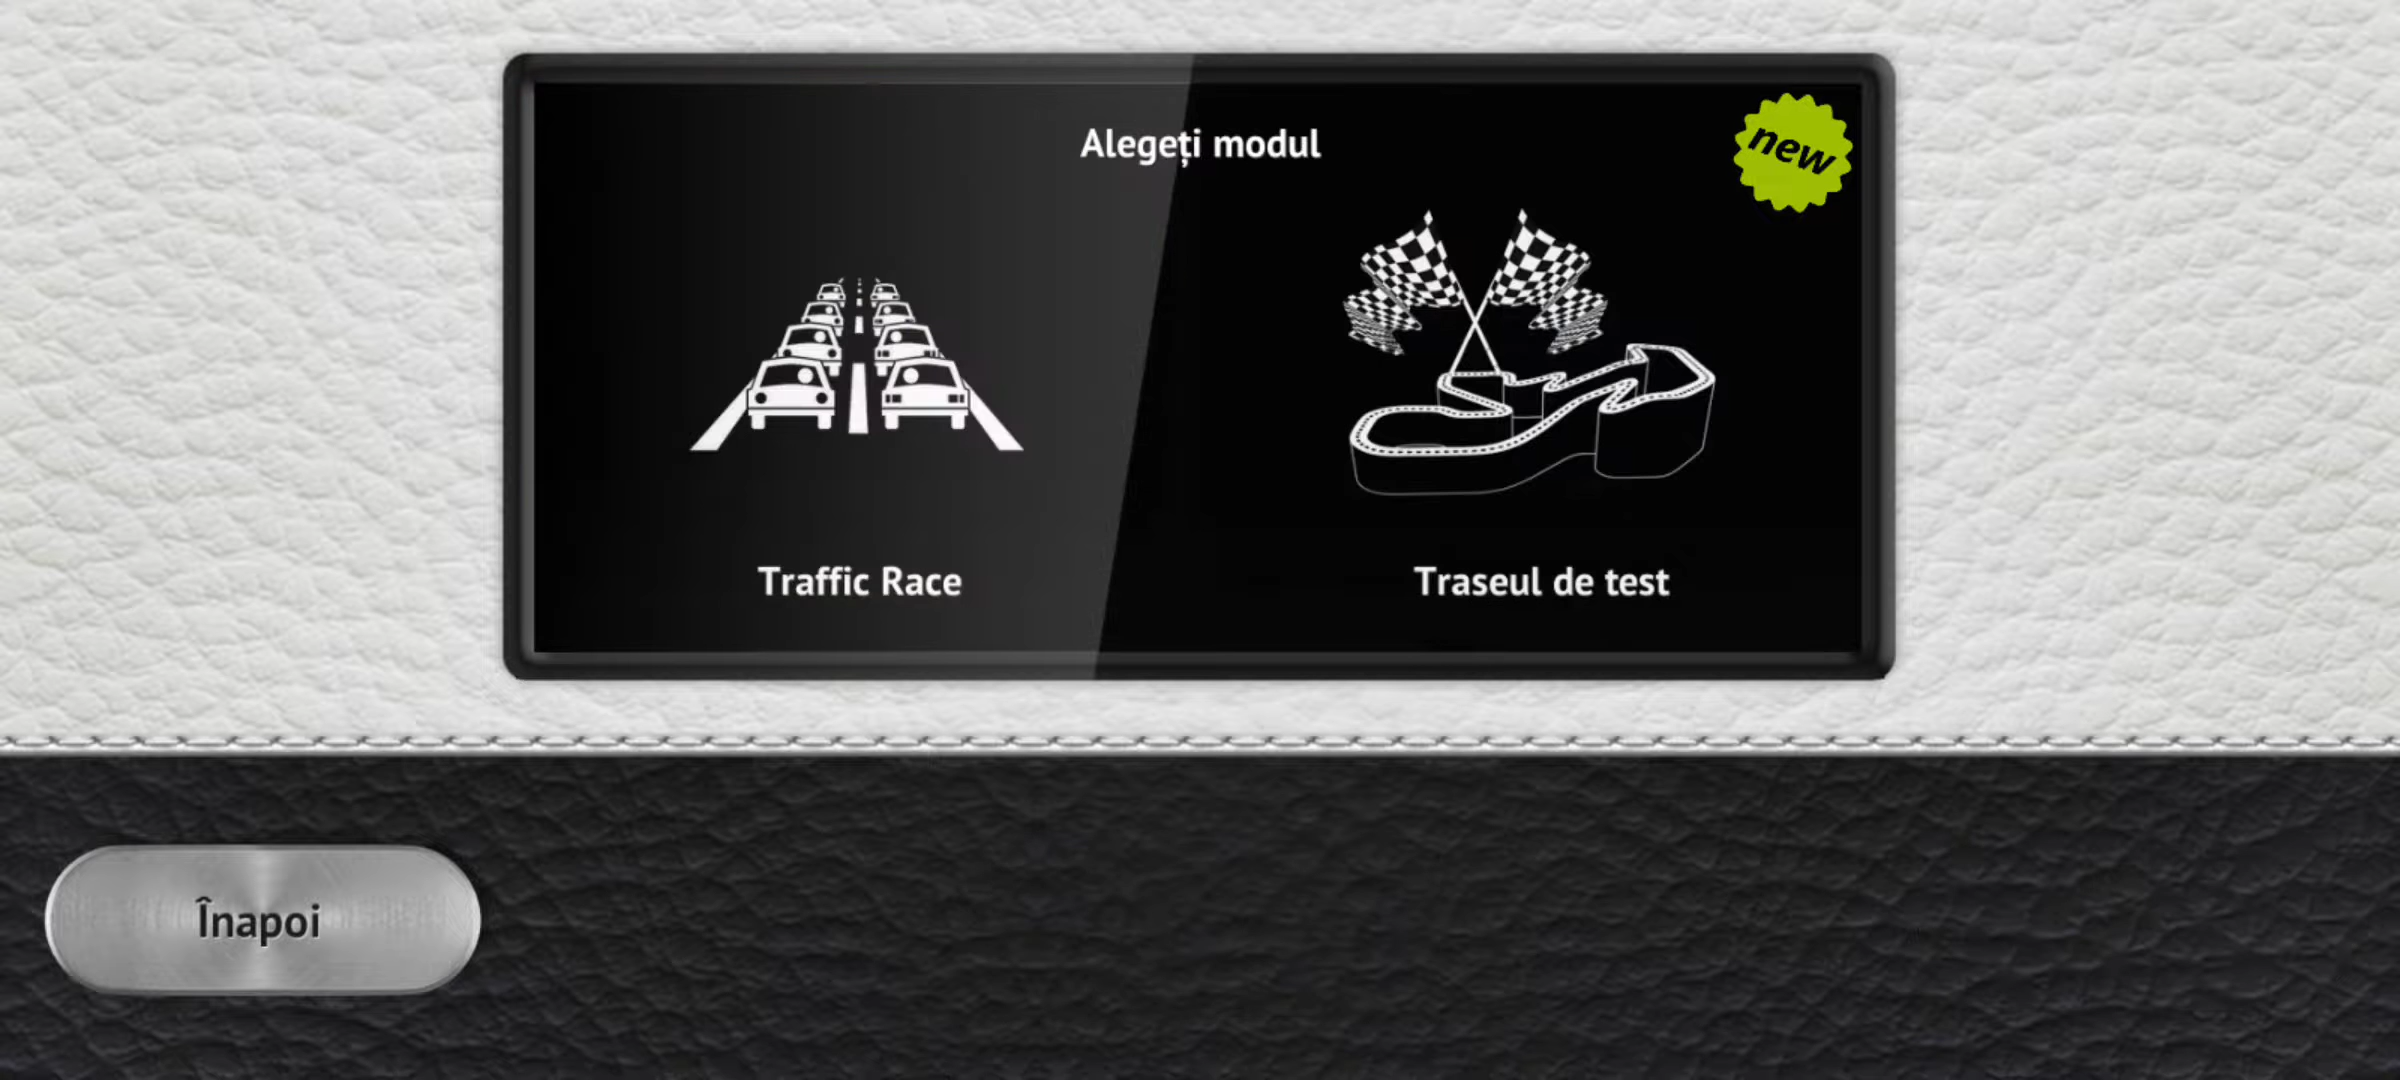 Alegeți modul
new
Traffic Race
Traseul de test
Înapoi